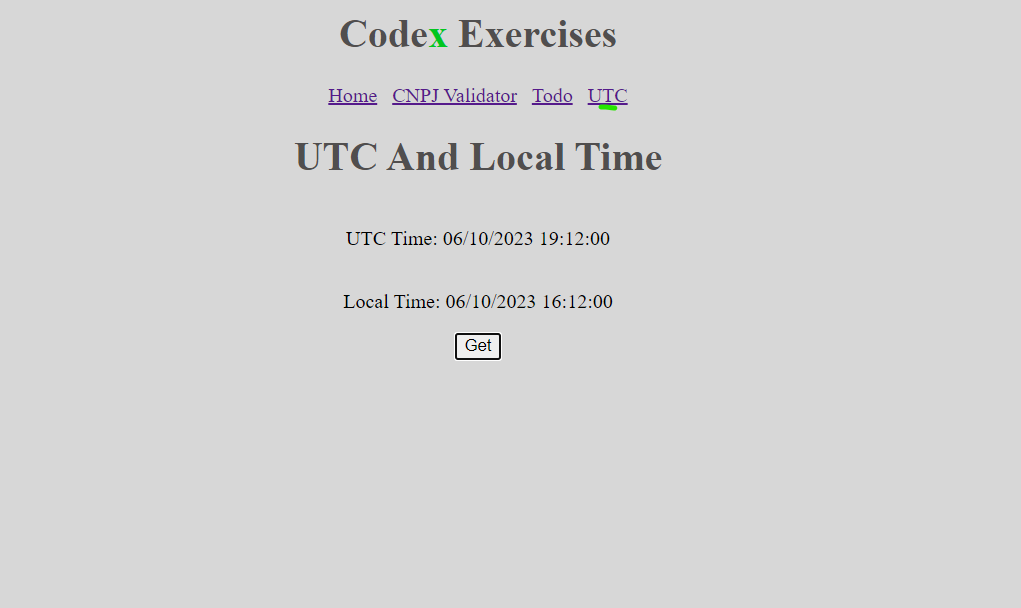 Codex Exercises
Home CNPJ Validator Todo UTC
UTC And Local Time
UTC Time: 06/10/2023 19:12:00
Local Time: 06/10/2023 16:12:00
Get